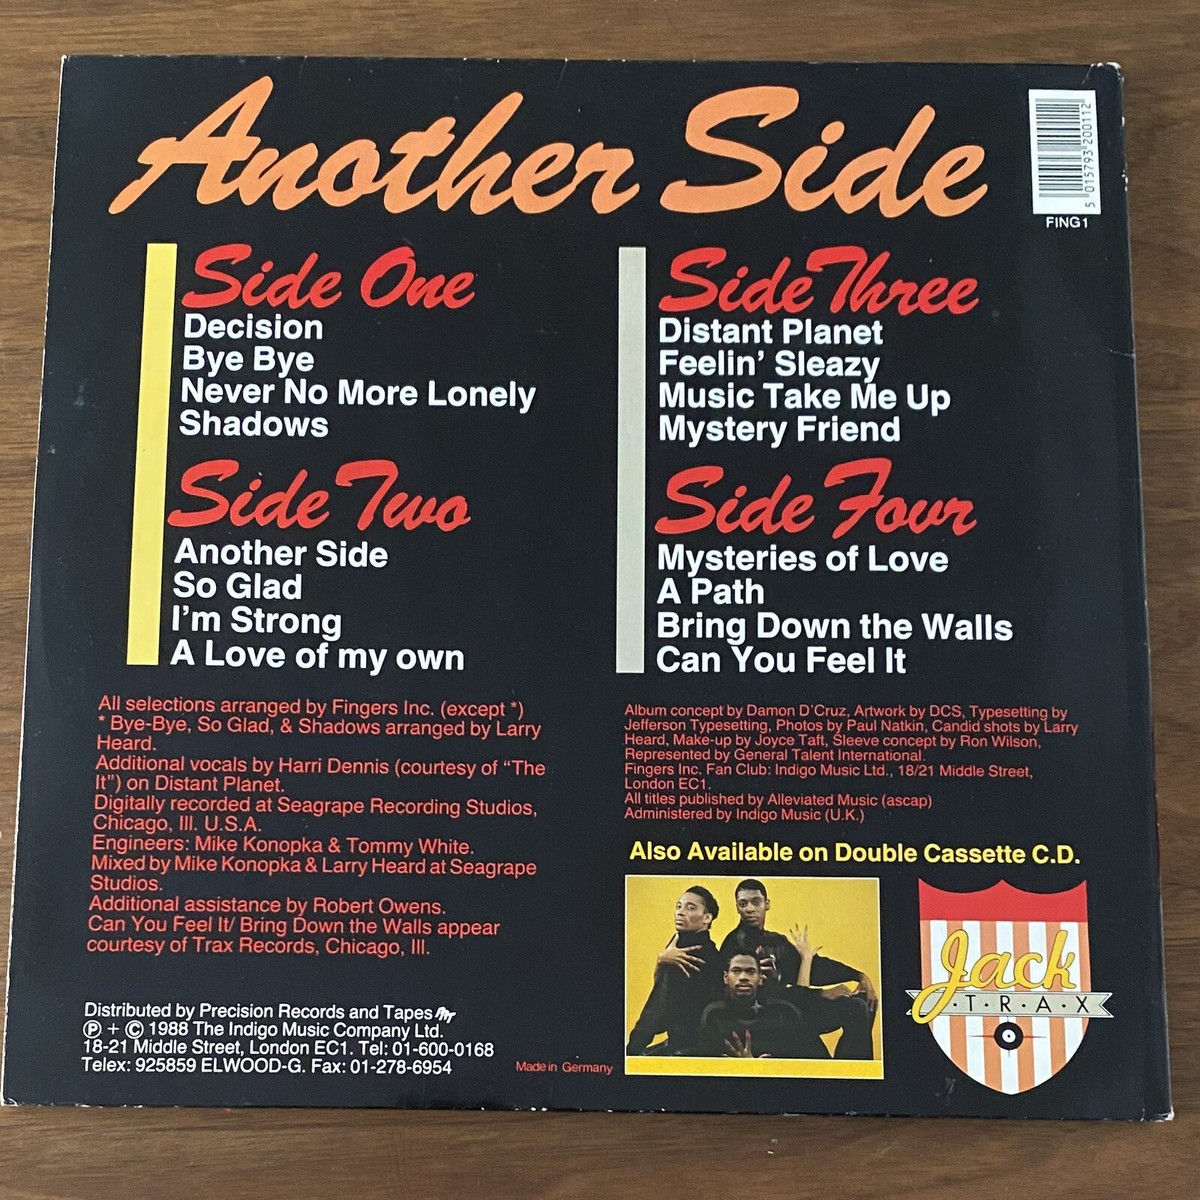 Another Side
5 015793 200112
FING1
Side One
Decision
Bye Bye
Never No More Lonely
Shadows
Side Two
Another Side
So Glad
I'm Strong
A Love of my own
Side Three
Distant Planet
Feelin' Sleazy
Music Take Me Up
Mystery Friend
Side Four
Mysteries of Love
A Path
Bring Down the Walls
Can You Feel It
All selections arranged by Fingers Inc. (except *)
* Bye-Bye, So Glad, & Shadows arranged by Larry
Heard.
Additional vocals by Harri Dennis (courtesy of "The
It") on Distant Planet.
Digitally recorded at Seagrape Recording Studios,
Chicago, Ill. U.S.A.
Engineers: Mike Konopka & Tommy White.
Mixed by Mike Konopka & Larry Heard at Seagrape
Studios.
Additional assistance by Robert Owens.
Can You Feel It/ Bring Down the Walls appear
courtesy of Trax Records, Chicago, Ill.
Distributed by Precision Records and Tapes
Ⓟ + © 1988 The Indigo Music Company Ltd.
18-21 Middle Street, London EC1. Tel: 01-600-0168
Telex: 925859 ELWOOD-G. Fax: 01-278-6954
Made in Germany
Album concept by Damon D'Cruz, Artwork by DCS, Typesetting by
Jefferson Typesetting, Photos by Paul Natkin, Candid shots by Larry
Heard, Make-up by Joyce Taft, Sleeve concept by Ron Wilson,
Represented by General Talent International.
Fingers Inc. Fan Club: Indigo Music Ltd., 18/21 Middle Street,
London EC1.
All titles published by Alleviated Music (ascap)
Administered by Indigo Music (U.K.)
Also Available on Double Cassette C.D.
Jack
·T·R·A·X·